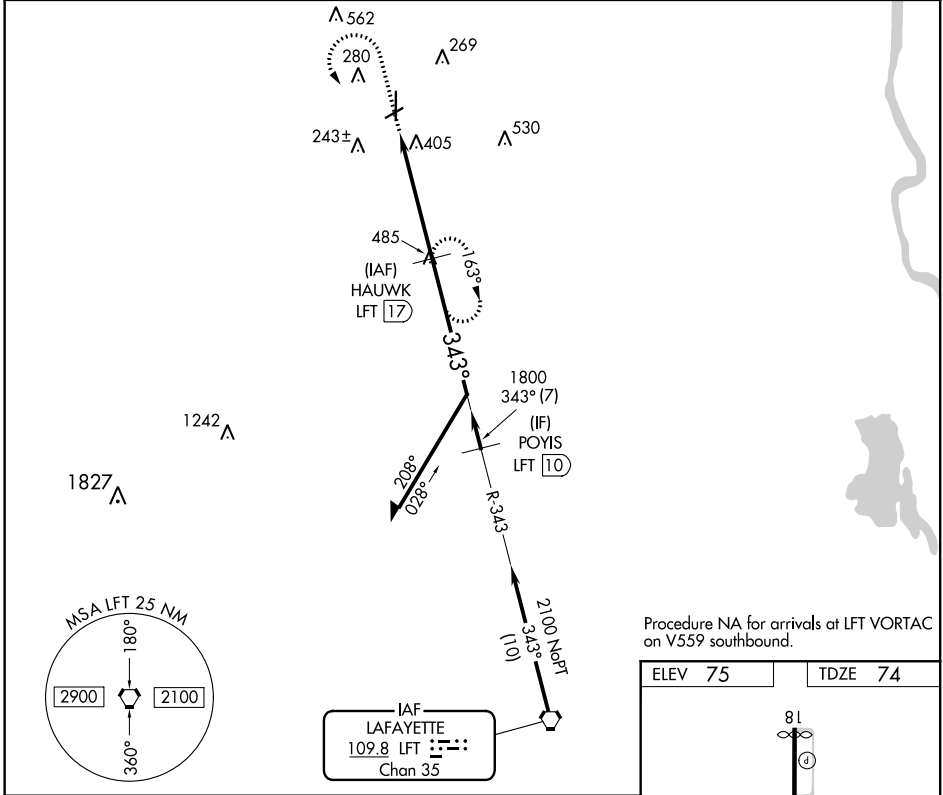 562
280
269
243±
405
530
485
(IAF)
HAUWK
LFT 17
163°
343°
1800
343° (7)
(IF)
POYIS
LFT 10
1242
1827
208°
028°
R-343
2100 NoPT
343°
(10)
MSA LFT 25 NM
180°
2900
2100
360°
IAF
LAFAYETTE
109.8 LFT
Chan 35
Procedure NA for arrivals at LFT VORTAC
on V559 southbound.
ELEV 75
TDZE 74
18
P